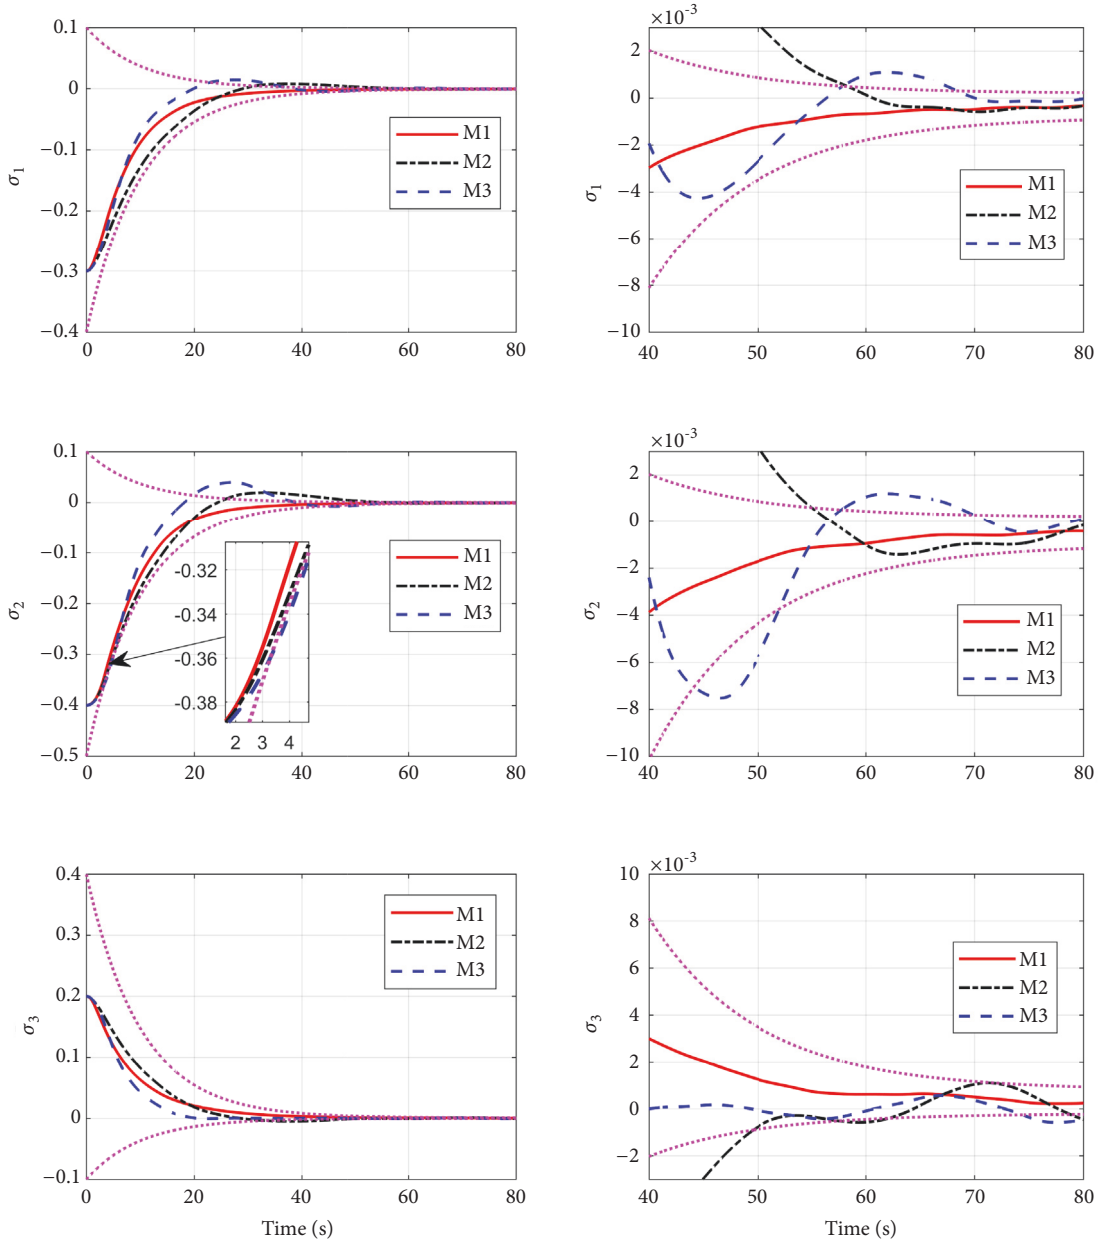 0.1
0
−0.1
−0.2
−0.3
−0.4
σ1
M1
M2
M3
0 20 40 60 80
×10-3
2
0
−2
−4
−6
−8
−10
σ1
M1
M2
M3
40 50 60 70 80
0.1
0
−0.1
−0.2
−0.3
−0.4
−0.5
σ2
-0.32
-0.34
-0.36
-0.38
2 3 4
M1
M2
M3
0 20 40 60 80
×10-3
2
0
−2
−4
−6
−8
−10
σ2
M1
M2
M3
40 50 60 70 80
0.4
0.3
0.2
0.1
0
−0.1
σ3
M1
M2
M3
0 20 40 60 80
Time (s)
×10-3
10
8
6
4
2
0
−2
σ3
M1
M2
M3
40 50 60 70 80
Time (s)